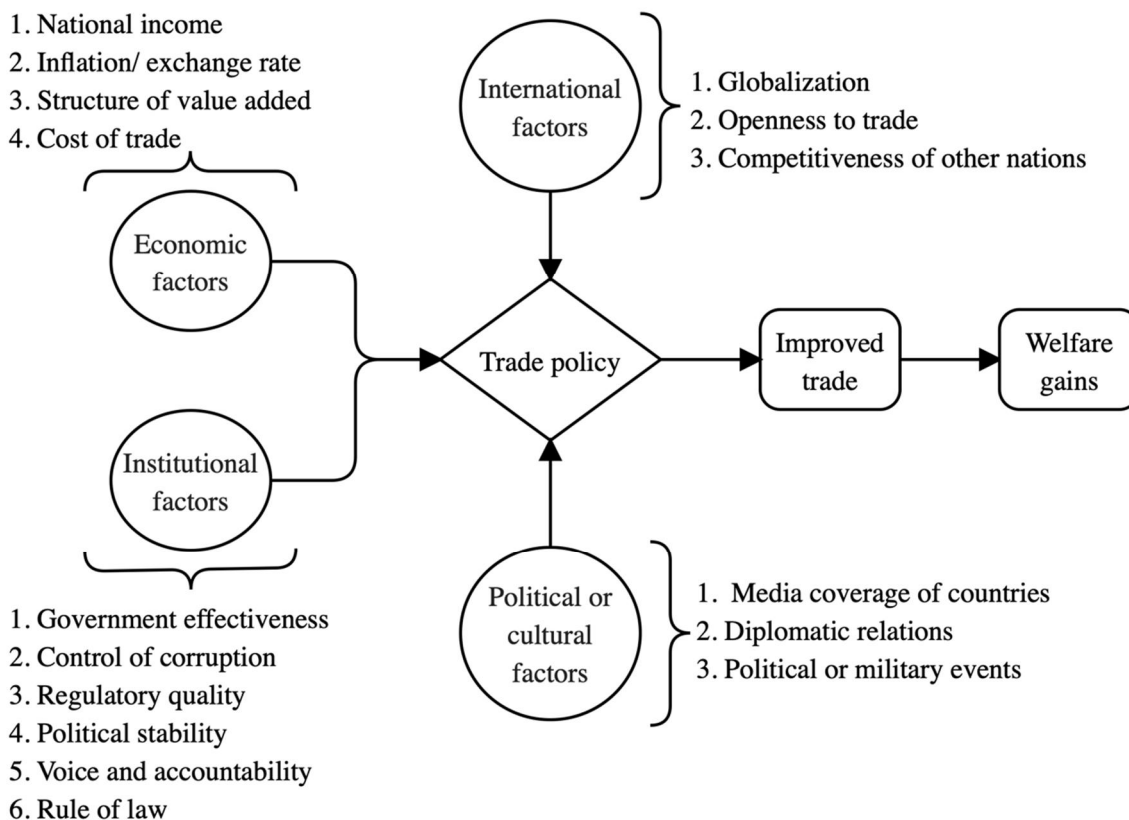 1. National income
2. Inflation/ exchange rate
3. Structure of value added
4. Cost of trade
International
factors
1. Globalization
2. Openness to trade
3. Competitiveness of other nations
Economic
factors
Trade policy
Improved
trade
Welfare
gains
Institutional
factors
1. Government effectiveness
2. Control of corruption
3. Regulatory quality
4. Political stability
5. Voice and accountability
6. Rule of law
Political or
cultural
factors
1. Media coverage of countries
2. Diplomatic relations
3. Political or military events